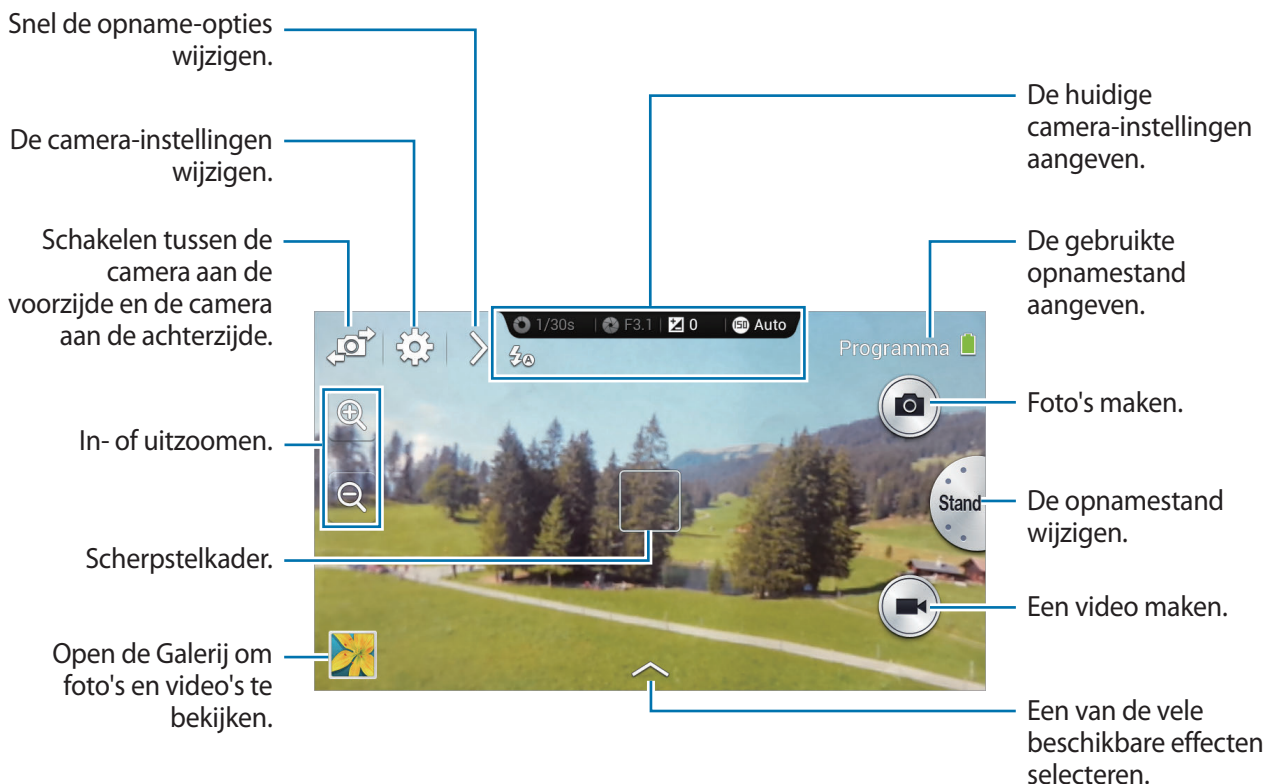 Snel de opname-opties
wijzigen.
De camera-instellingen
wijzigen.
Schakelen tussen de
camera aan de
voorzijde en de camera
aan de achterzijde.
In- of uitzoomen.
Scherpstelkader.
Open de Galerij om
foto's en video's te
bekijken.
1/30s F3.1 0 ISO Auto
A
Programma
Stand
De huidige
camera-instellingen
aangeven.
De gebruikte
opnamestand
aangeven.
Foto's maken.
De opnamestand
wijzigen.
Een video maken.
Een van de vele
beschikbare effecten
selecteren.